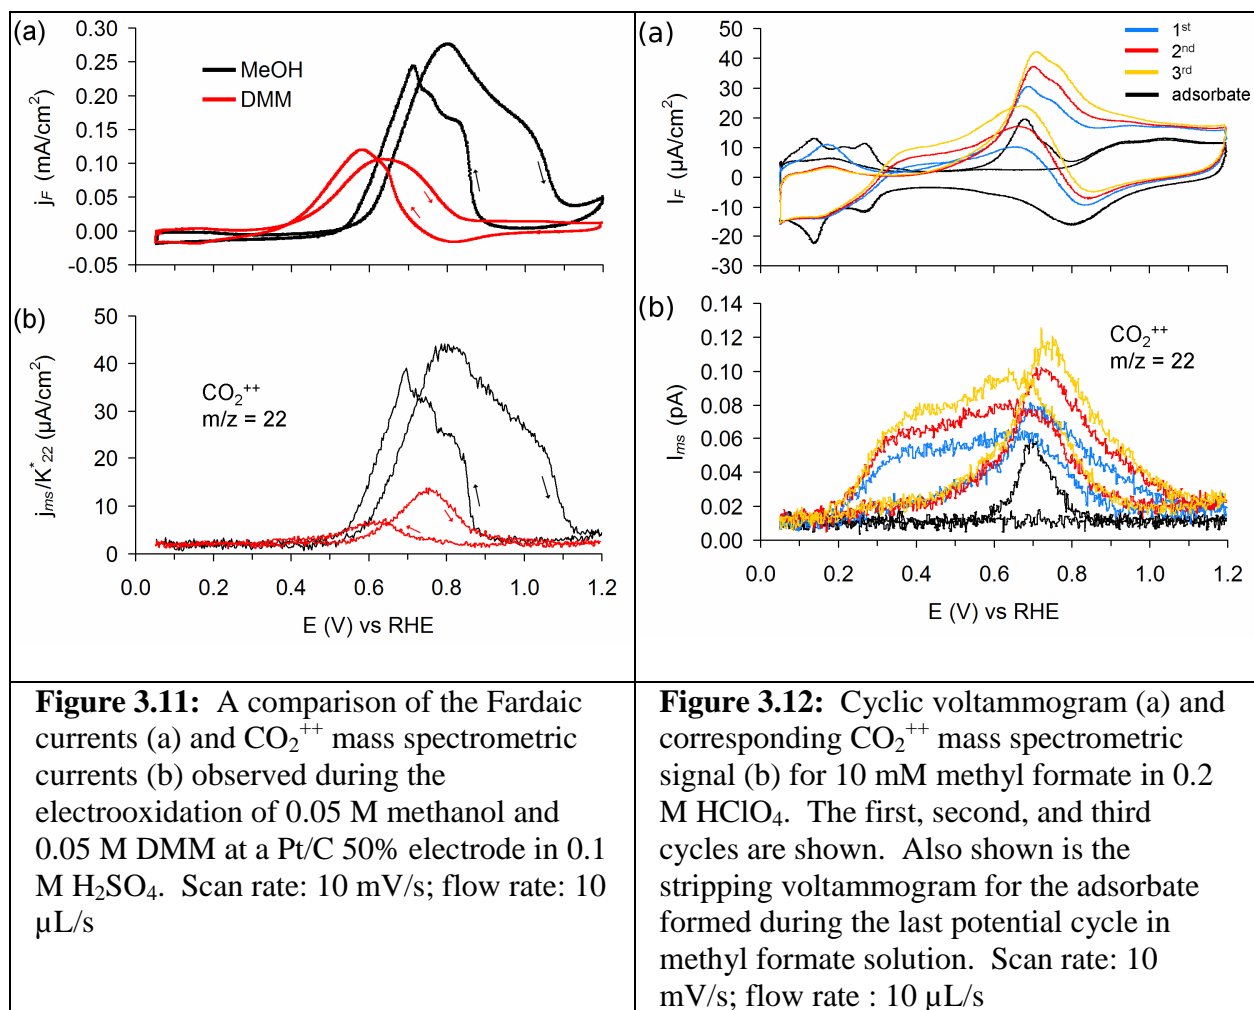 (a)
j_F (mA/cm²)
0.30
0.25
0.20
0.15
0.10
0.05
0.00
-0.05
MeOH
DMM
(b)
j_ms/K*_22 (µA/cm²)
50
40
30
20
10
0
CO₂⁺⁺
m/z = 22
0.0 0.2 0.4 0.6 0.8 1.0 1.2
E (V) vs RHE
(a)
I_F (µA/cm²)
50
40
30
20
10
0
-10
-20
-30
1st
2nd
3rd
adsorbate
(b)
I_ms (pA)
0.14
0.12
0.10
0.08
0.06
0.04
0.02
0.00
CO₂⁺⁺
m/z = 22
0.0 0.2 0.4 0.6 0.8 1.0 1.2
E (V) vs RHE
Figure 3.11: A comparison of the Fardaic
currents (a) and CO₂⁺⁺ mass spectrometric
currents (b) observed during the
electrooxidation of 0.05 M methanol and
0.05 M DMM at a Pt/C 50% electrode in 0.1
M H₂SO₄. Scan rate: 10 mV/s; flow rate: 10
µL/s
Figure 3.12: Cyclic voltammogram (a) and
corresponding CO₂⁺⁺ mass spectrometric
signal (b) for 10 mM methyl formate in 0.2
M HClO₄. The first, second, and third
cycles are shown. Also shown is the
stripping voltammogram for the adsorbate
formed during the last potential cycle in
methyl formate solution. Scan rate: 10
mV/s; flow rate : 10 µL/s